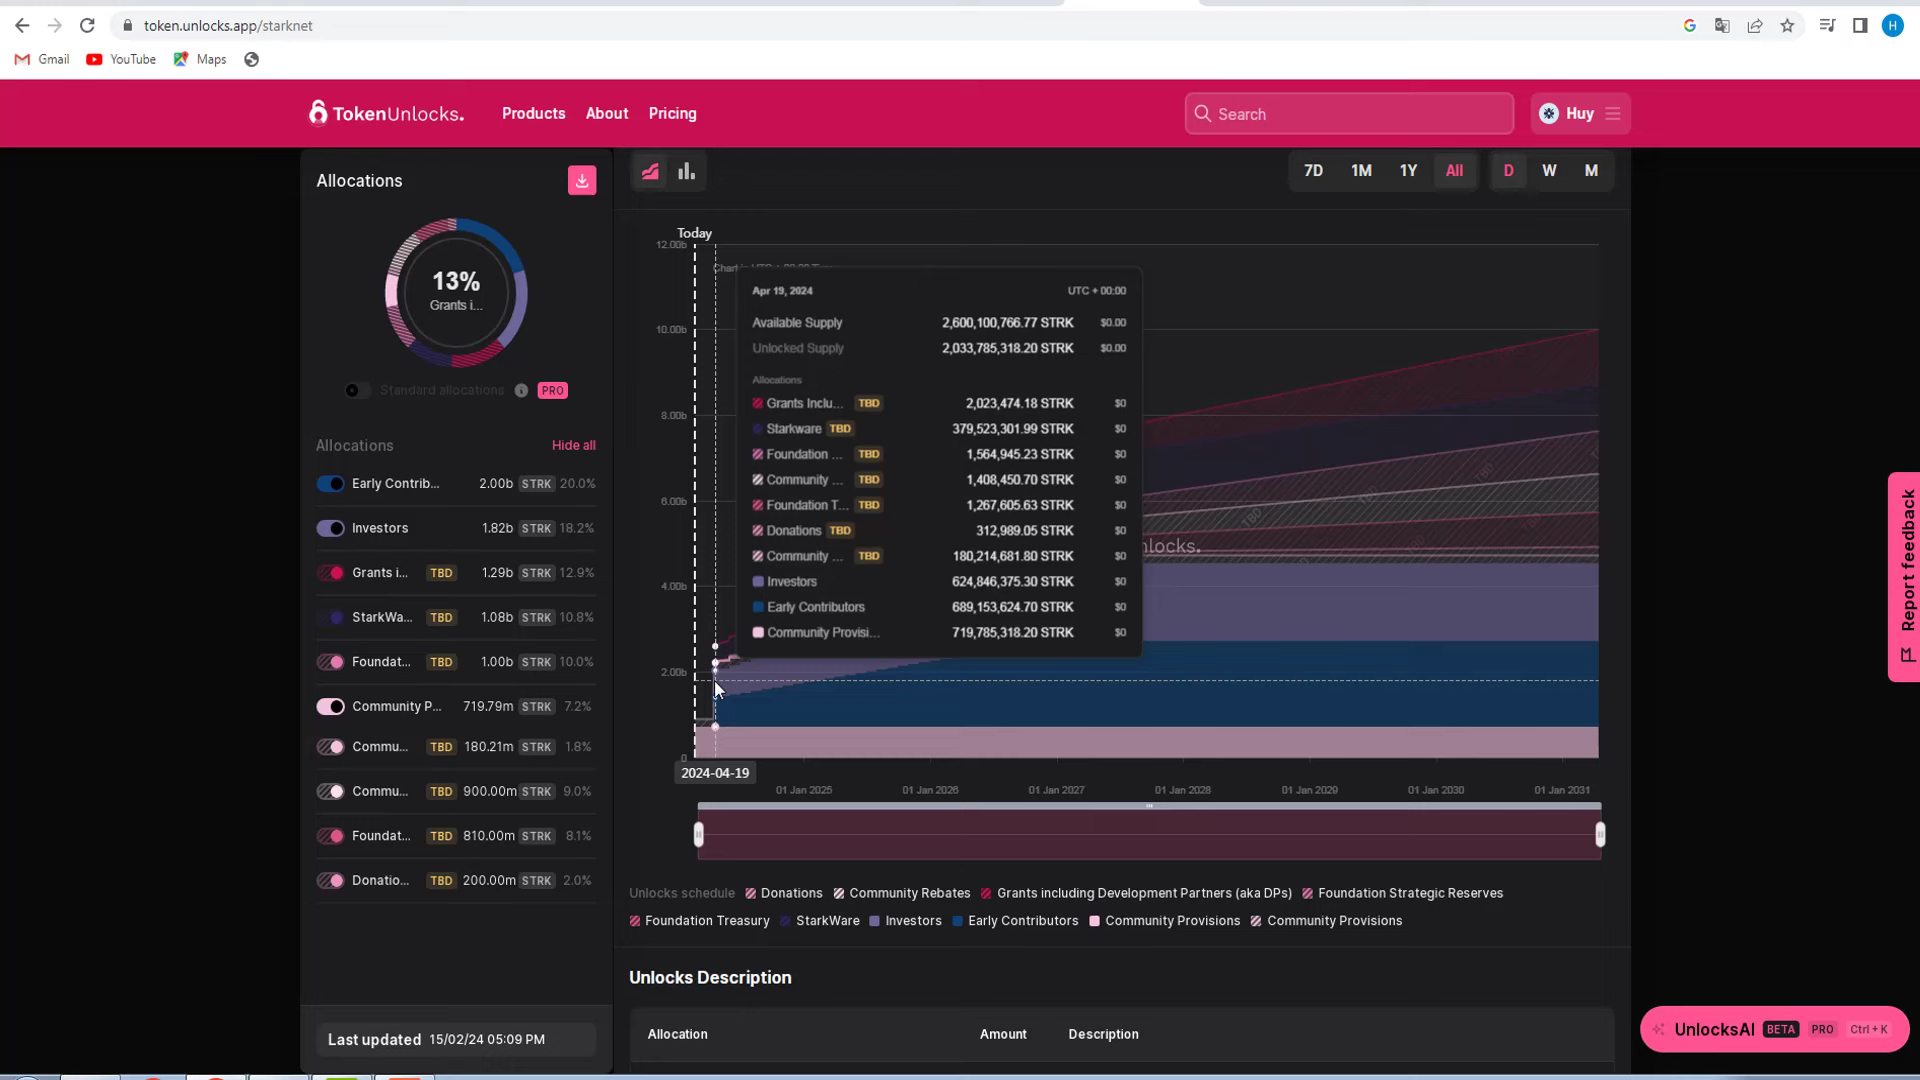 token.unlocks.app/starknet
H
Gmail YouTube Maps
TokenUnlocks.
Products About Pricing
Search
Huy
Allocations
13%
Grants i...
Standard allocations PRO
Allocations Hide all
Early Contrib... 2.00b STRK 20.0%
Investors 1.82b STRK 18.2%
Grants i... TBD 1.29b STRK 12.9%
StarkWa... TBD 1.08b STRK 10.8%
Foundat... TBD 1.00b STRK 10.0%
Community P... 719.79m STRK 7.2%
Commu... TBD 180.21m STRK 1.8%
Commu... TBD 900.00m STRK 9.0%
Foundat... TBD 810.00m STRK 8.1%
Donatio... TBD 200.00m STRK 2.0%
Last updated 15/02/24 05:09 PM
7D 1M 1Y All D W M
Today
12.00b
10.00b
8.00b
6.00b
4.00b
2.00b
0
Apr 19, 2024 UTC + 00:00
Available Supply 2,600,100,766.77 STRK $0.00
Unlocked Supply 2,033,785,318.20 STRK $0.00
Allocations
Grants Inclu... TBD 2,023,474.18 STRK $0
Starkware TBD 379,523,301.99 STRK $0
Foundation ... TBD 1,564,945.23 STRK $0
Community ... TBD 1,408,450.70 STRK $0
Foundation T... TBD 1,267,605.63 STRK $0
Donations TBD 312,989.05 STRK $0
Community ... TBD 180,214,681.80 STRK $0
Investors 624,846,375.30 STRK $0
Early Contributors 689,153,624.70 STRK $0
Community Provisi... 719,785,318.20 STRK $0
nlocks.
TBD
TBD
TBD
TBD
TBD
TBD
2024-04-19
01 Jan 2025 01 Jan 2026 01 Jan 2027 01 Jan 2028 01 Jan 2029 01 Jan 2030 01 Jan 2031
Unlocks schedule Donations Community Rebates Grants including Development Partners (aka DPs) Foundation Strategic Reserves
Foundation Treasury StarkWare Investors Early Contributors Community Provisions Community Provisions
Unlocks Description
Allocation Amount Description
Report feedback
UnlocksAI BETA PRO Ctrl + K